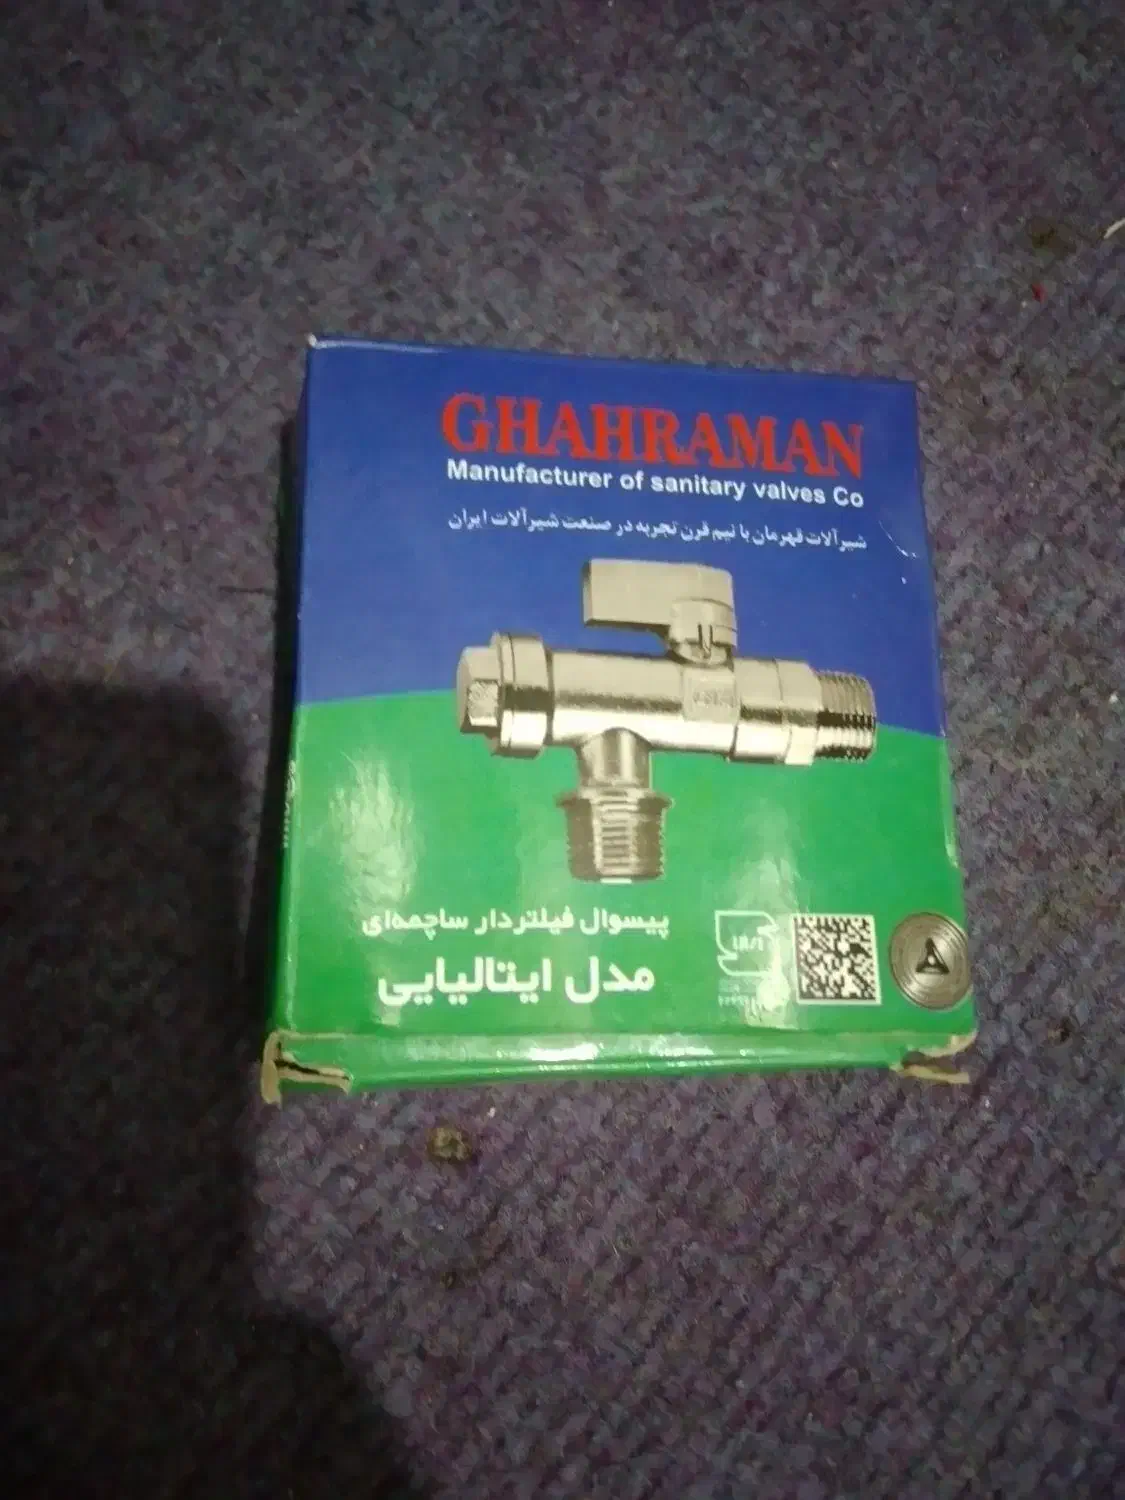 GHAHRAMAN
Manufacturer of sanitary valves Co
شیرآلات قهرمان با نیم قرن تجربه در صنعت شیرآلات ایران
پیسوال فیلتردار ساچمه‌ای
مدل ایتالیایی